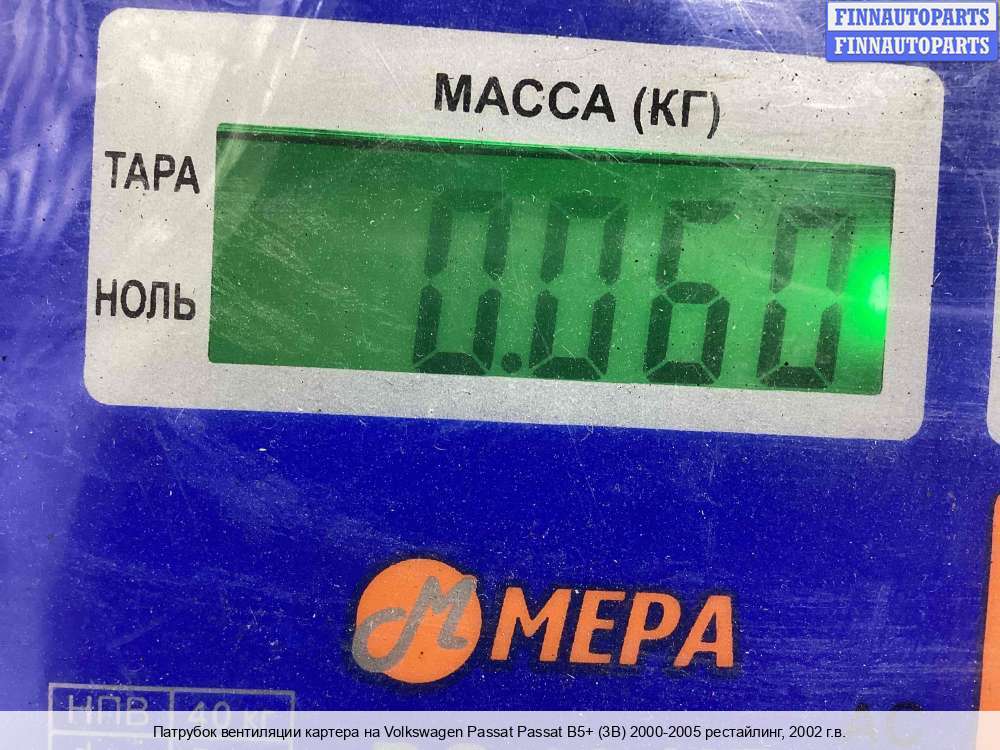 FINNAUTOPARTS
FINNAUTOPARTS
МАССА (КГ)
ТАРА
0.060
НОЛЬ
М МЕРА
НПВ 40 кг
Патрубок вентиляции картера на Volkswagen Passat Passat B5+ (3B) 2000-2005 рестайлинг, 2002 г.в.